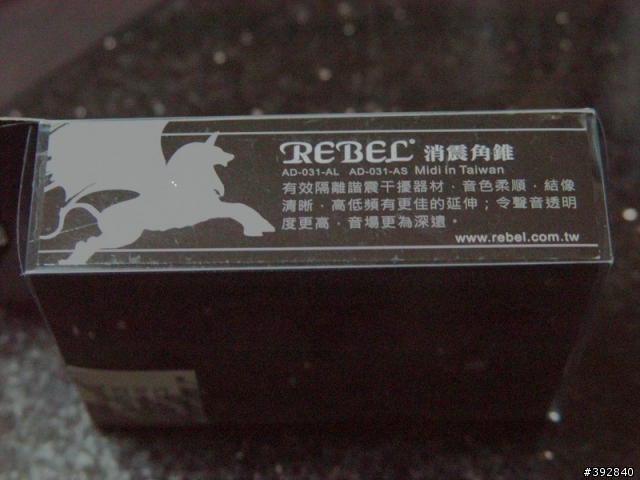 REBEL® 消震角錐
AD-031-AL AD-031-AS Midi in Taiwan
有效隔離諧震干擾器材，音色柔順，結像
清晰，高低頻有更佳的延伸；令聲音透明
度更高，音場更為深遠。
www.rebel.com.tw
#392840